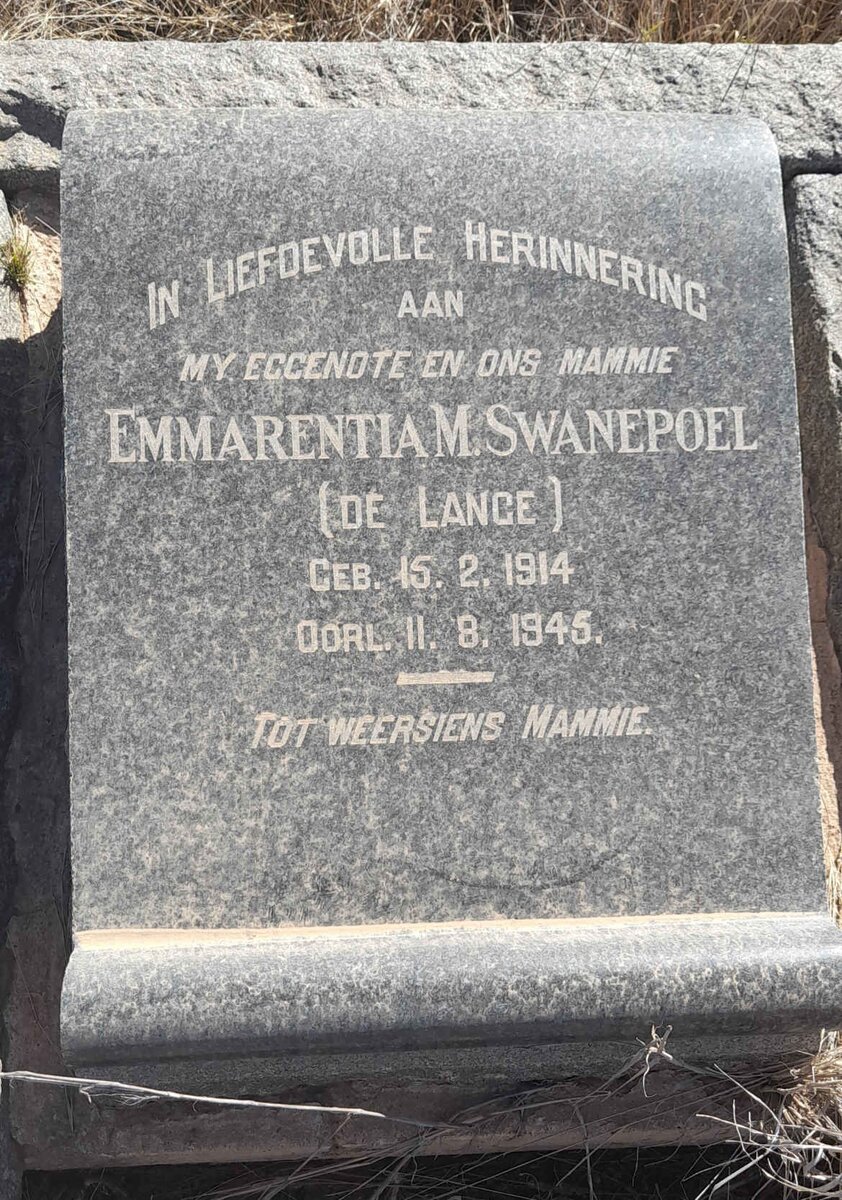 IN LIEFDEVOLLE HERINNERING
AAN
MY EGGENOTE EN ONS MAMMIE
EMMARENTIA M. SWANEPOEL
(DE LANGE)
GEB. 15. 2. 1914
OORL. 11. 8. 1945.
TOT WEERSIENS MAMMIE.